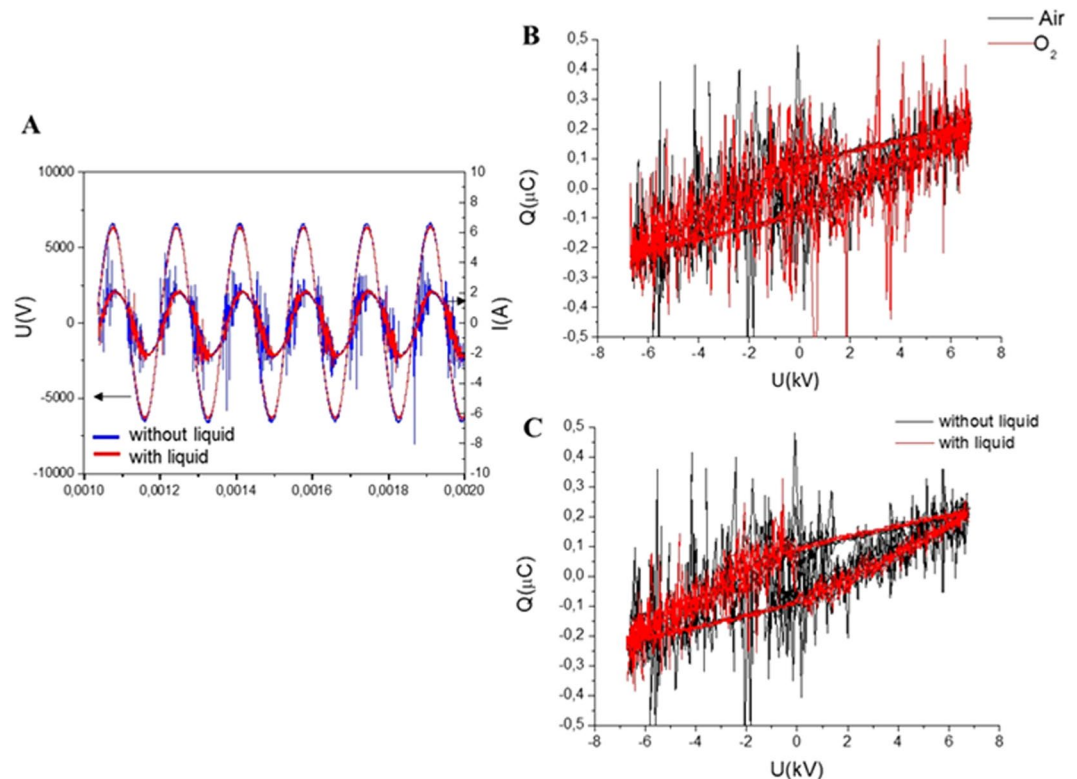 A
10000
5000
0
-5000
-10000
U(V)
10
8
6
4
2
0
-2
-4
-6
-8
-10
I(A)
without liquid
with liquid
0,0010 0,0012 0,0014 0,0016 0,0018 0,0020
B
Air
O₂
0,5
0,4
0,3
0,2
0,1
0,0
-0,1
-0,2
-0,3
-0,4
-0,5
Q(μC)
-8 -6 -4 -2 0 2 4 6 8
U(kV)
C
without liquid
with liquid
0,5
0,4
0,3
0,2
0,1
0,0
-0,1
-0,2
-0,3
-0,4
-0,5
Q(μC)
-8 -6 -4 -2 0 2 4 6 8
U(kV)